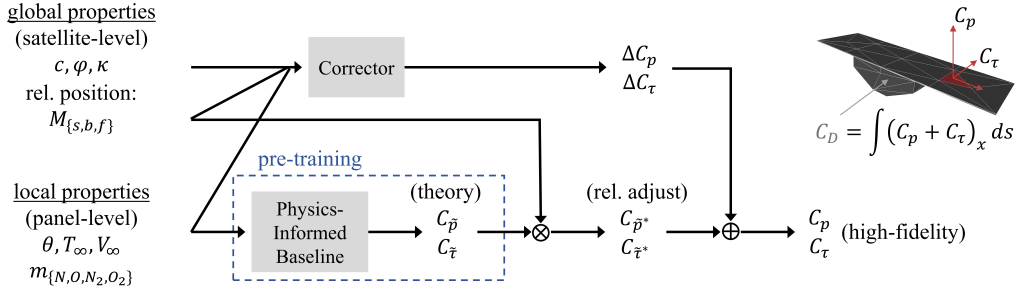 global properties
(satellite-level)
c, φ, κ
rel. position:
M_{s,b,f}
local properties
(panel-level)
θ, T_∞, V_∞
m_{N,O,N_2,O_2}
Corrector
ΔC_p
ΔC_τ
pre-training
Physics-
Informed
Baseline
(theory)
C_p̃
C_τ̃
⊗
(rel. adjust)
C_p̃*
C_τ̃*
⊕
C_p
C_τ
(high-fidelity)
C_p
C_τ
C_D = ∫(C_p + C_τ)_x ds